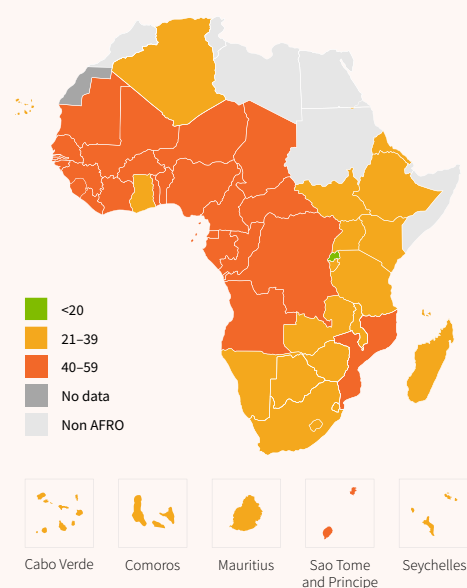 <20
21–39
40–59
No data
Non AFRO
Cabo Verde
Comoros
Mauritius
Sao Tome
and Principe
Seychelles